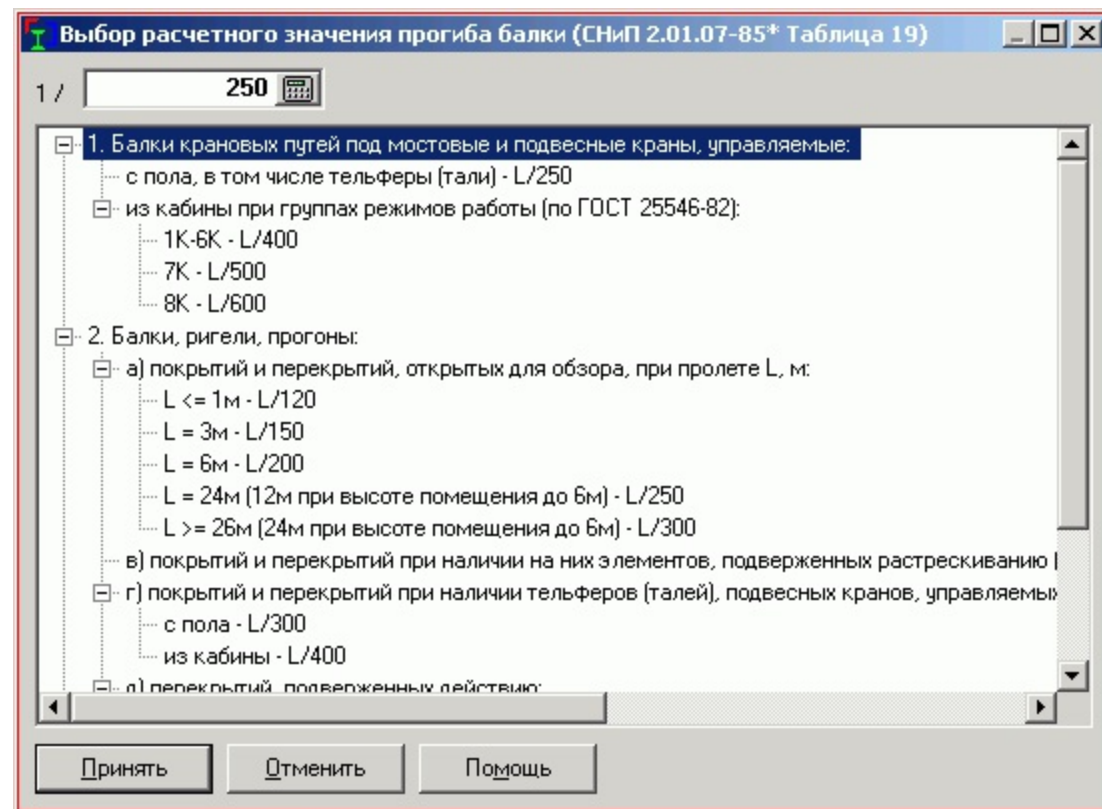 Выбор расчетного значения прогиба балки (СНиП 2.01.07-85* Таблица 19)
1 / 250
1. Балки крановых путей под мостовые и подвесные краны, управляемые:
с пола, в том числе тельферы (тали) - L/250
из кабины при группах режимов работы (по ГОСТ 25546-82):
1К-6К - L/400
7К - L/500
8К - L/600
2. Балки, ригели, прогоны:
а) покрытий и перекрытий, открытых для обзора, при пролете L, м:
L <= 1м - L/120
L = 3м - L/150
L = 6м - L/200
L = 24м (12м при высоте помещения до 6м) - L/250
L >= 26м (24м при высоте помещения до 6м) - L/300
в) покрытий и перекрытий при наличии на них элементов, подверженных растрескиванию (
г) покрытий и перекрытий при наличии тельферов (талей), подвесных кранов, управляемых
с пола - L/300
из кабины - L/400
д) перекрытий, подверженных действию:
Принять Отменить Помощь